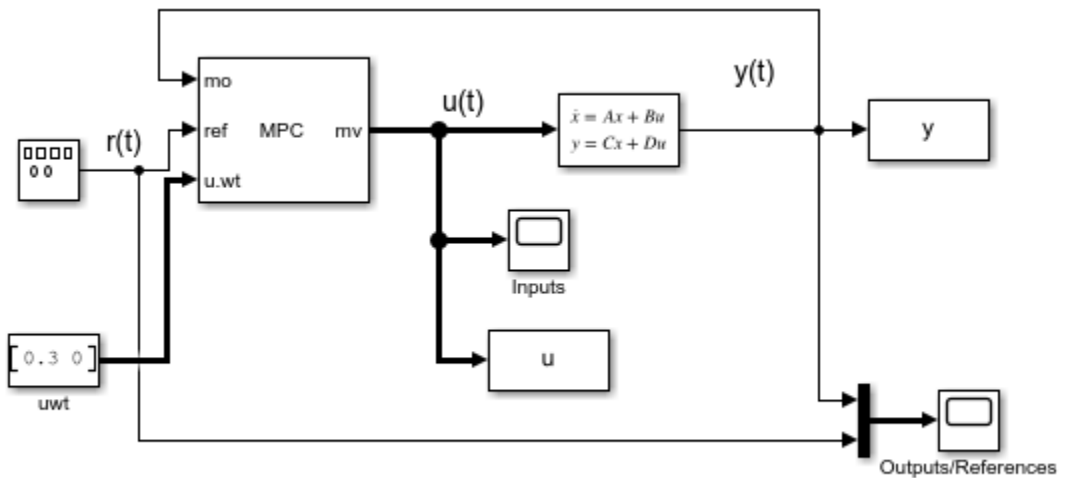 y(t)
mo
u(t)
r(t)
ref
MPC
mv
ẋ = Ax + Bu
y = Cx + Du
y
u.wt
Inputs
[ 0.3 0 ]
u
uwt
Outputs/References